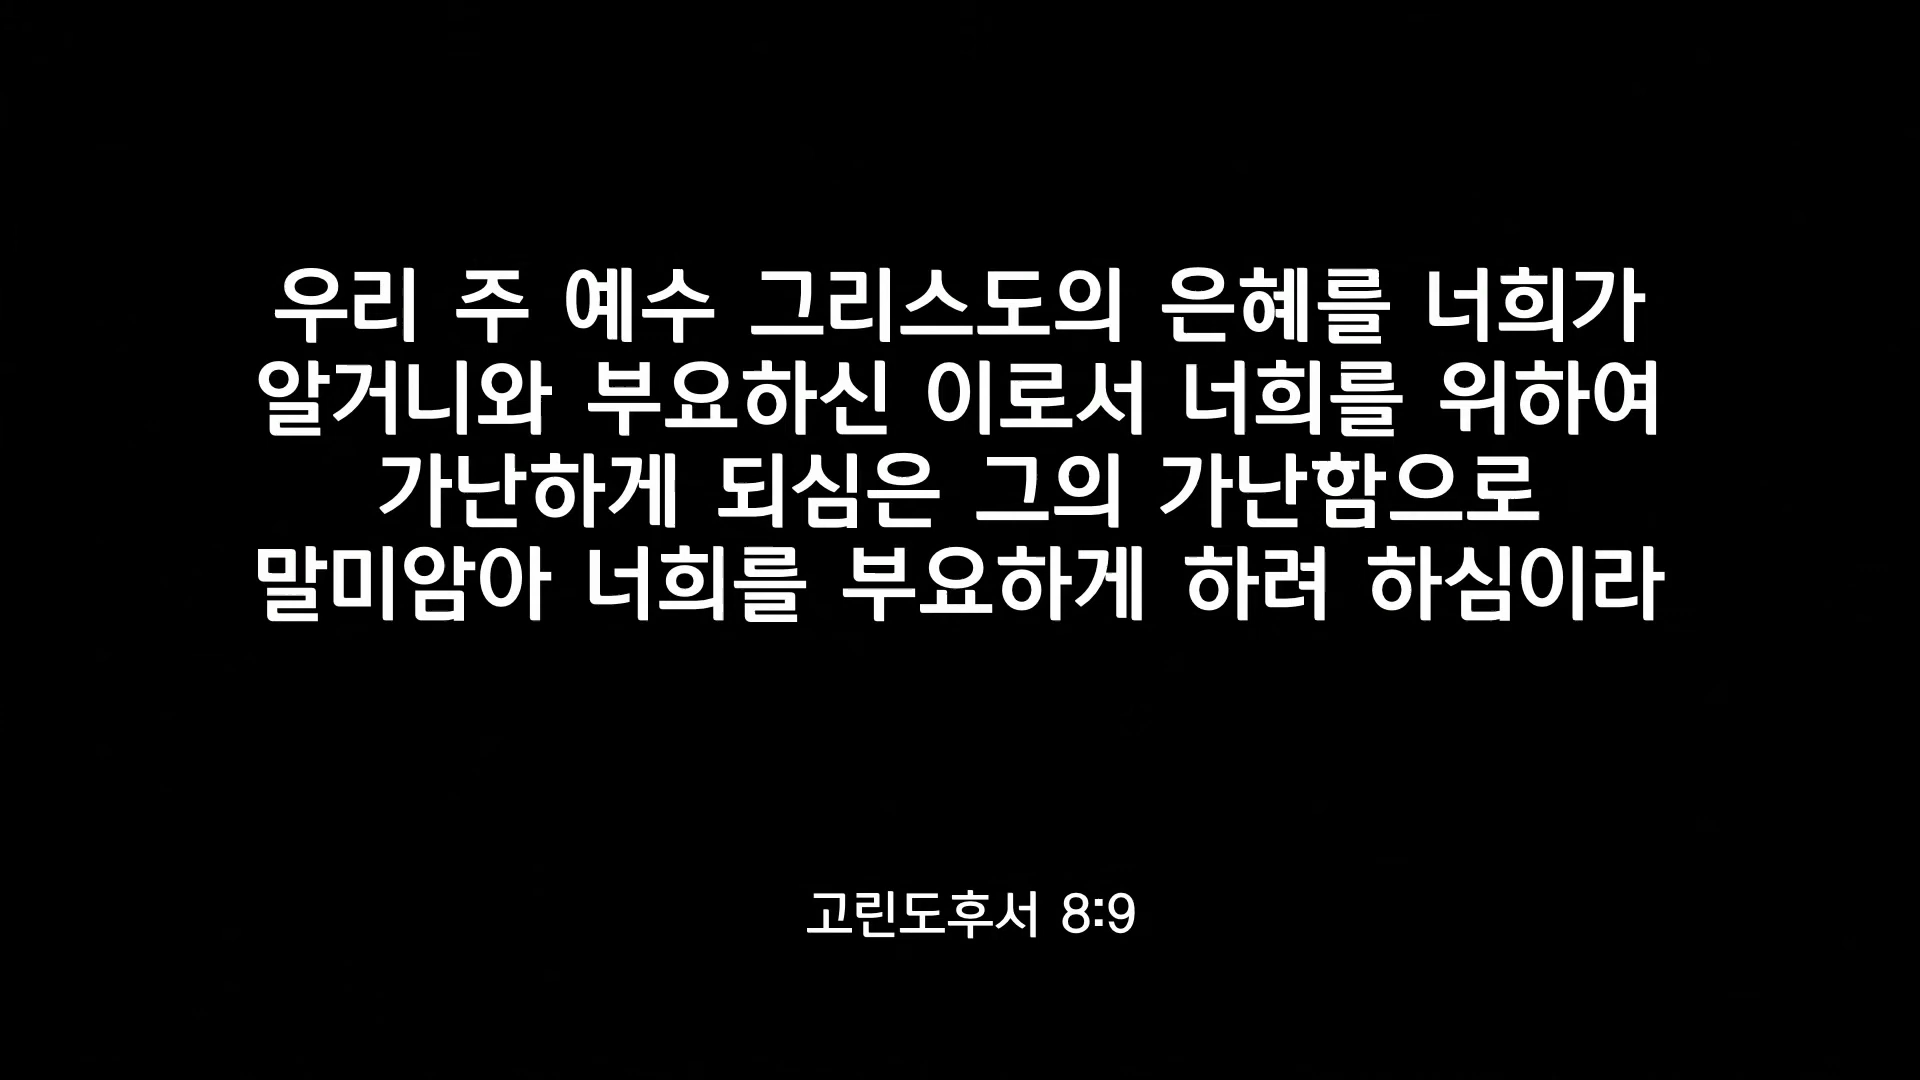 우리 주 예수 그리스도의 은혜를 너희가
알거니와 부요하신 이로서 너희를 위하여
가난하게 되심은 그의 가난함으로
말미암아 너희를 부요하게 하려 하심이라
고린도후서 8:9